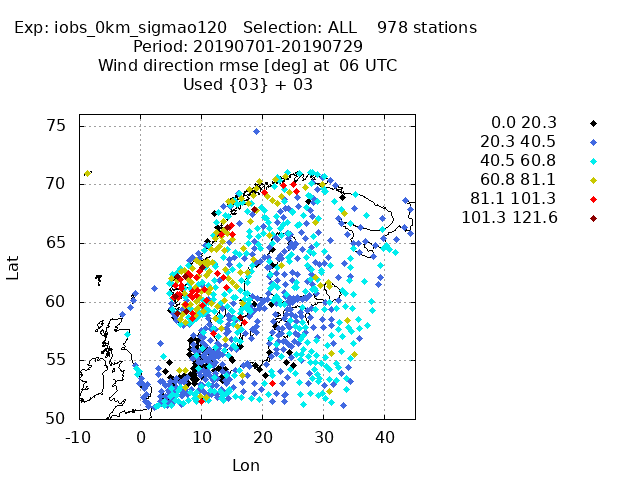 Exp: iobs_0km_sigmao120 Selection: ALL 978 stations
Period: 20190701-20190729
Wind direction rmse [deg] at 06 UTC
Used {03} + 03
0.0 20.3
20.3 40.5
40.5 60.8
60.8 81.1
81.1 101.3
101.3 121.6
75
70
65
60
55
50
Lat
-10 0 10 20 30 40
Lon